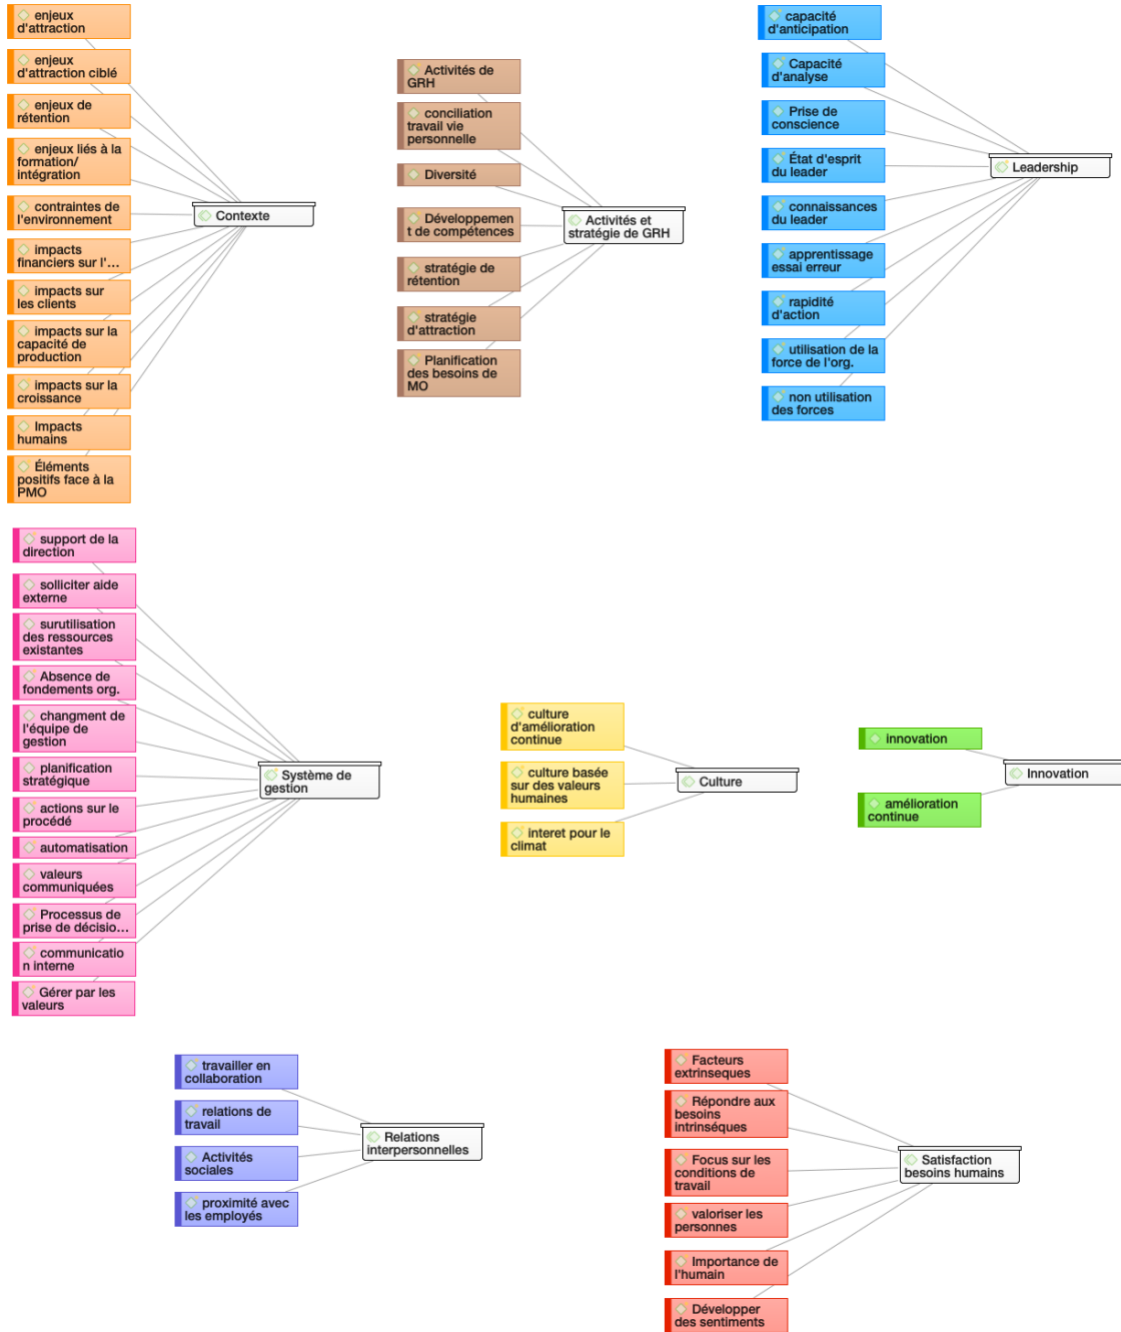 enjeux
d'attraction
enjeux
d'attraction ciblé
enjeux de
rétention
enjeux liés à la
formation/
intégration
contraintes de
l'environnement
impacts
financiers sur l'...
impacts sur
les clients
impacts sur la
capacité de
production
impacts sur la
croissance
Impacts
humains
Éléments
positifs face à la
PMO
Contexte
Activités de
GRH
conciliation
travail vie
personnelle
Diversité
Développemen
t de compétences
stratégie de
rétention
stratégie
d'attraction
Planification
des besoins de
MO
Activités et
stratégie de GRH
capacité
d'anticipation
Capacité
d'analyse
Prise de
conscience
État d'esprit
du leader
connaissances
du leader
apprentissage
essai erreur
rapidité
d'action
utilisation de la
force de l'org.
non utilisation
des forces
Leadership
support de la
direction
solliciter aide
externe
surutilisation
des ressources
existantes
Absence de
fondements org.
changment de
l'équipe de
gestion
planification
stratégique
actions sur le
procédé
automatisation
valeurs
communiquées
Processus de
prise de décisio...
communicatio
n interne
Gérer par les
valeurs
Système de
gestion
culture
d'amélioration
continue
culture basée
sur des valeurs
humaines
interet pour le
climat
Culture
innovation
amélioration
continue
Innovation
travailler en
collaboration
relations de
travail
Activités
sociales
proximité avec
les employés
Relations
interpersonnelles
Facteurs
extrinseques
Répondre aux
besoins
intrinséques
Focus sur les
conditions de
travail
valoriser les
personnes
Importance de
l'humain
Développer
des sentiments
Satisfaction
besoins humains